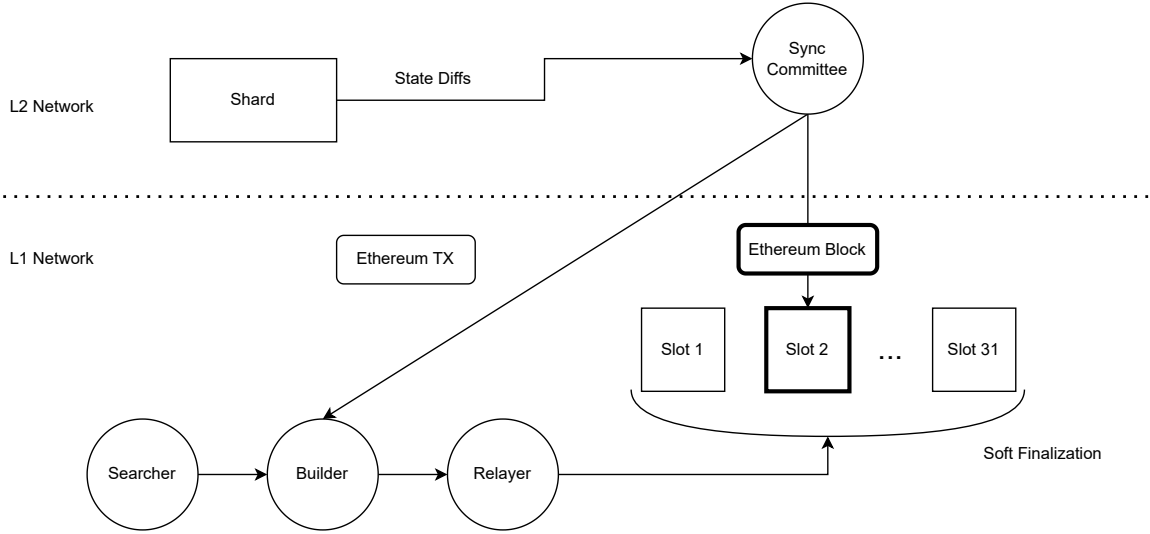 Sync
Committee
State Diffs
L2 Network
Shard
Ethereum Block
L1 Network
Ethereum TX
Slot 1
Slot 2
...
Slot 31
Soft Finalization
Searcher
Builder
Relayer